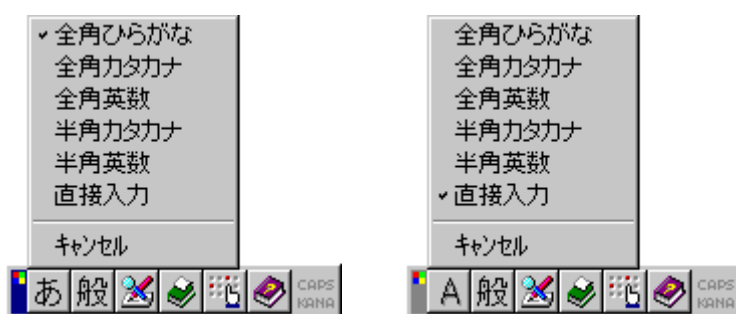 全角ひらがな
全角カタカナ
全角英数
半角カタカナ
半角英数
直接入力
キャンセル
あ 般 CAPS
KANA
全角ひらがな
全角カタカナ
全角英数
半角カタカナ
半角英数
直接入力
キャンセル
A 般 CAPS
KANA